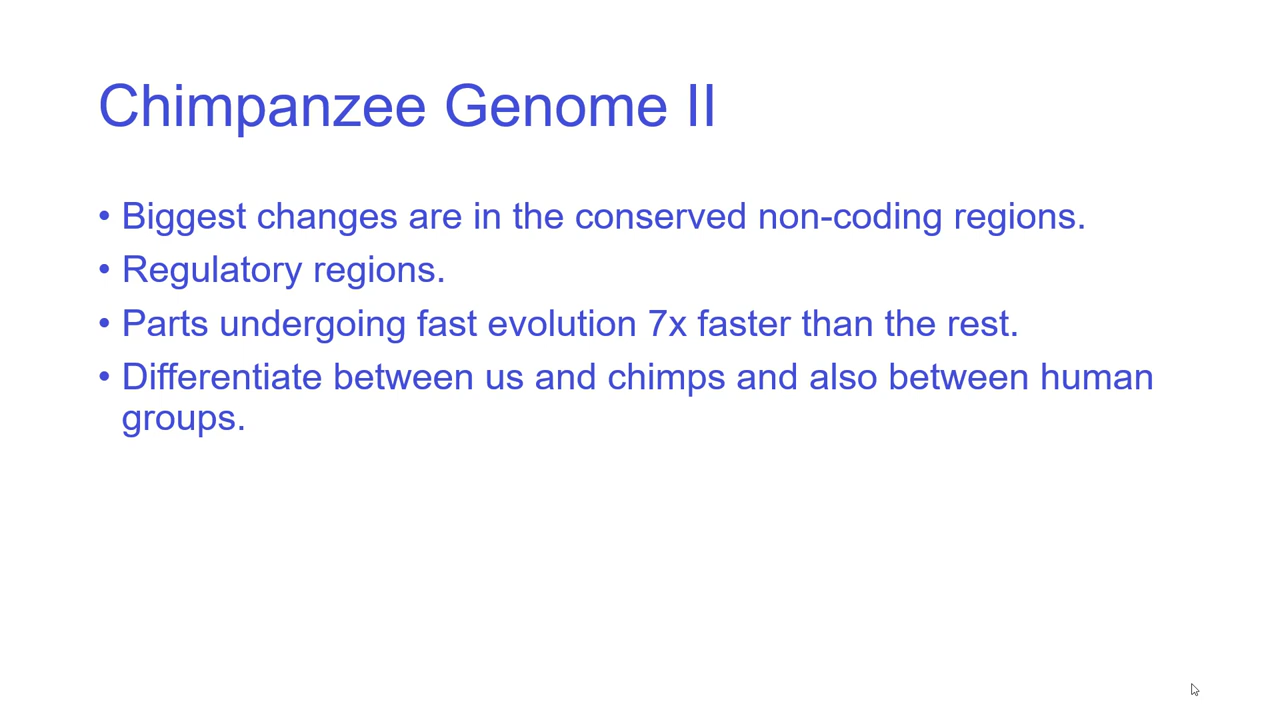 Chimpanzee Genome II
• Biggest changes are in the conserved non-coding regions.
• Regulatory regions.
• Parts undergoing fast evolution 7x faster than the rest.
• Differentiate between us and chimps and also between human
groups.